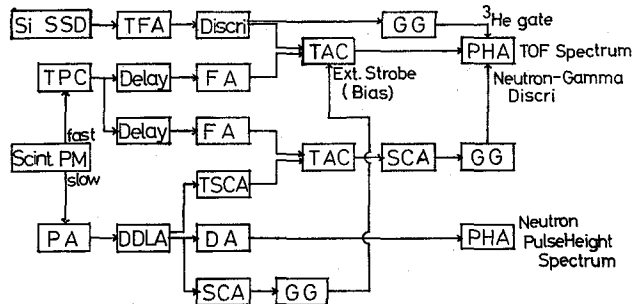 Si SSD TFA Discri GG ³He gate
TAC PHA TOF Spectrum
TPC Delay FA Ext. Strobe (Bias) Neutron-Gamma Discri
fast Delay FA
Scint PM TAC SCA GG
slow TSCA
PA DDLA DA PHA Neutron PulseHeight Spectrum
SCA GG